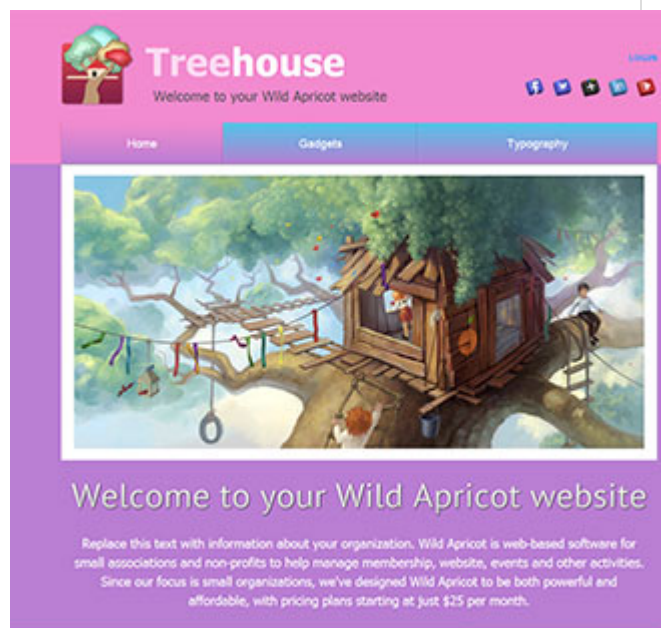 Treehouse
Welcome to your Wild Apricot website
Home
Gadgets
Typography
Welcome to your Wild Apricot website
Replace this text with information about your organization. Wild Apricot is web-based software for
small associations and non-profits to help manage membership, website, events and other activities.
Since our focus is small organizations, we've designed Wild Apricot to be both powerful and
affordable, with pricing plans starting at just $25 per month.